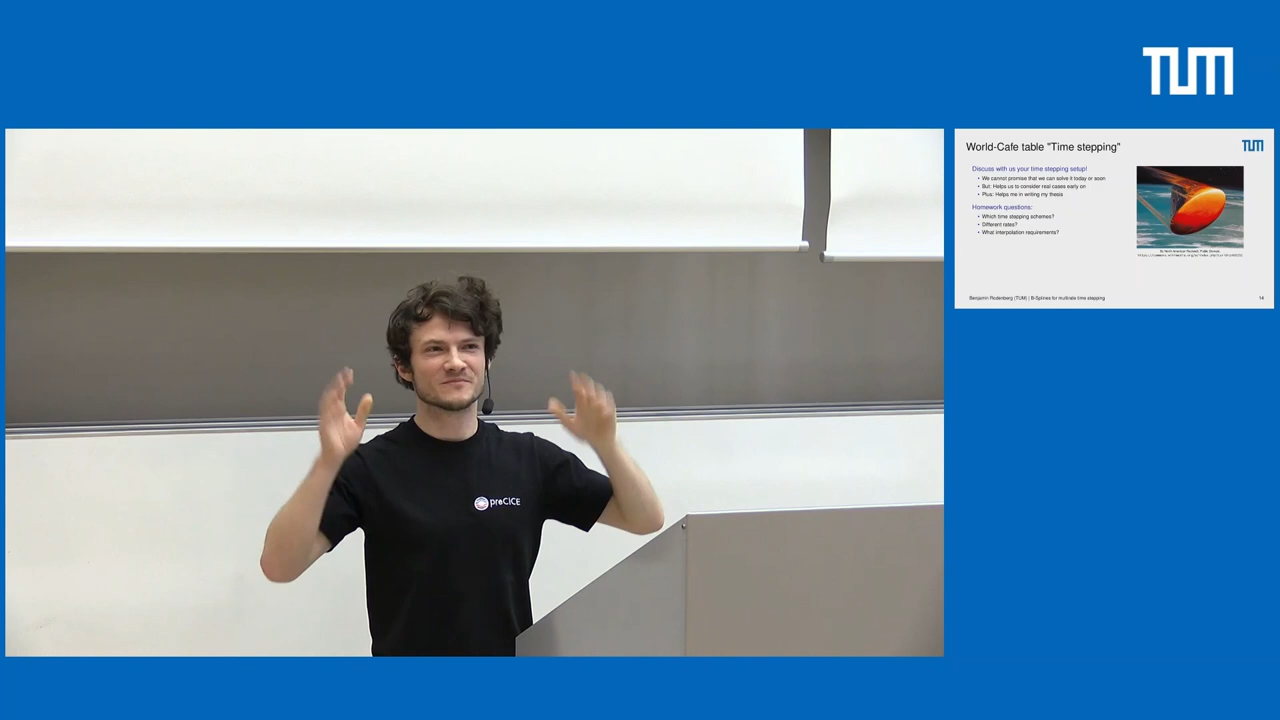 TUM
World-Cafe table "Time stepping"
TUM
Discuss with us your time stepping setup!
• We cannot promise that we can solve it today or soon
• But: Helps us to consider real cases early on
• Plus: Helps me in writing my thesis
Homework questions:
• Which time stepping schemes?
• Different rates?
• What interpolation requirements?
Benjamin Rodenberg (TUM) | B-Splines for multirate time stepping
14
preCICE